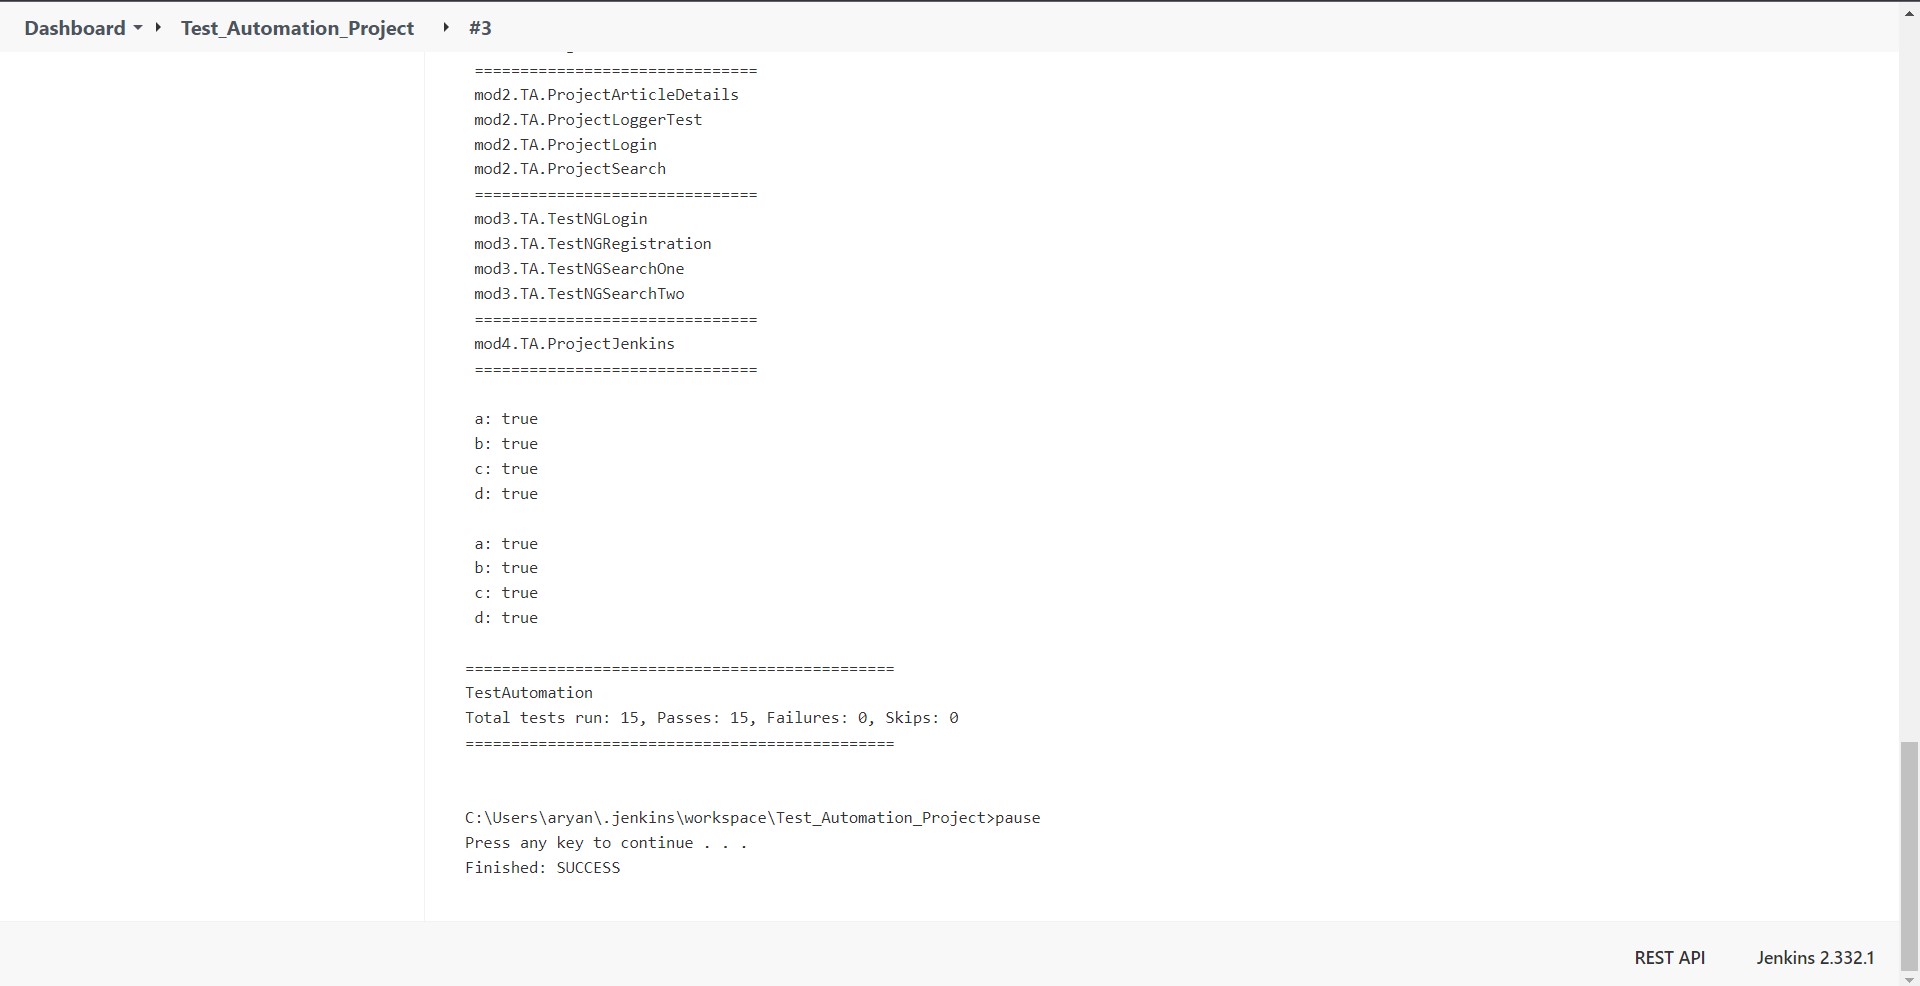 Dashboard Test_Automation_Project #3
===============================
mod2.TA.ProjectArticleDetails
mod2.TA.ProjectLoggerTest
mod2.TA.ProjectLogin
mod2.TA.ProjectSearch
===============================
mod3.TA.TestNGLogin
mod3.TA.TestNGRegistration
mod3.TA.TestNGSearchOne
mod3.TA.TestNGSearchTwo
===============================
mod4.TA.ProjectJenkins
===============================
a: true
b: true
c: true
d: true
a: true
b: true
c: true
d: true
===============================================
TestAutomation
Total tests run: 15, Passes: 15, Failures: 0, Skips: 0
===============================================
C:\Users\aryan\.jenkins\workspace\Test_Automation_Project>pause
Press any key to continue . . .
Finished: SUCCESS
REST API Jenkins 2.332.1